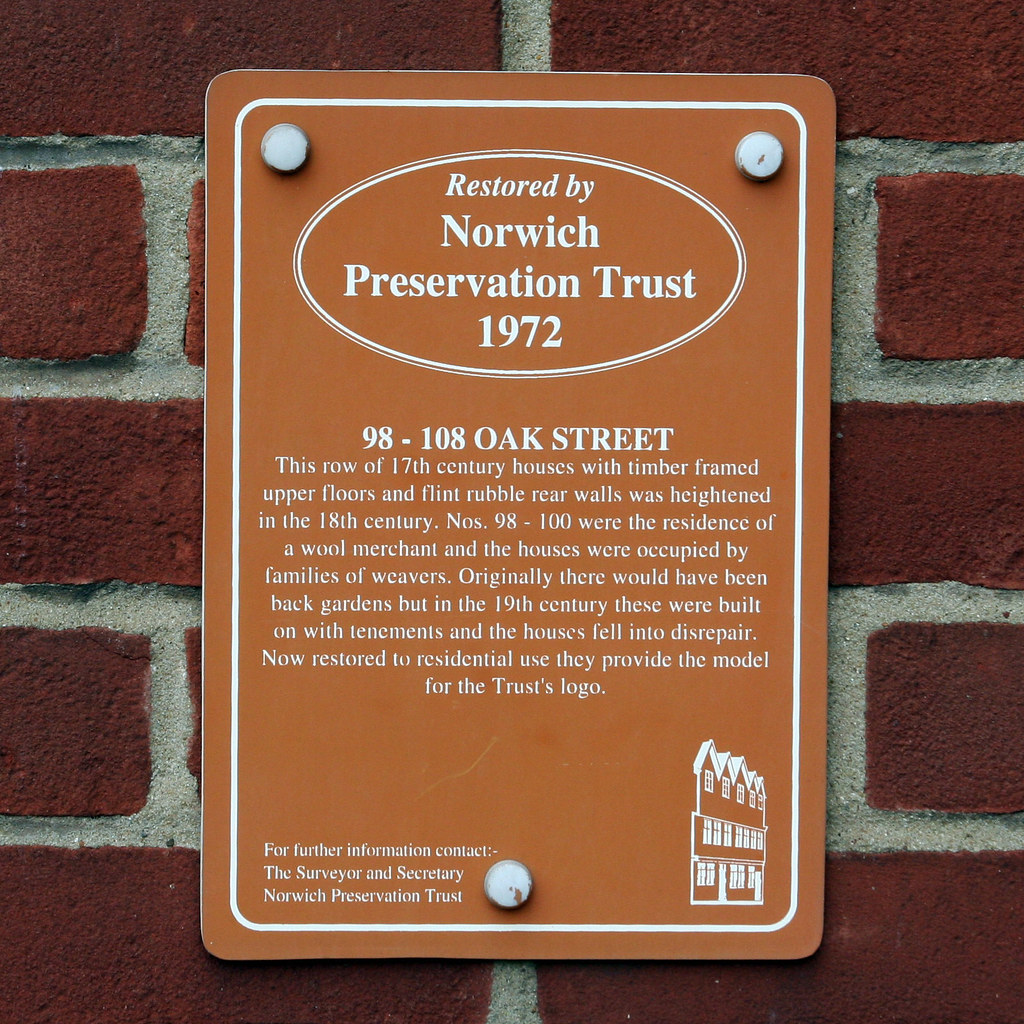 Restored by
Norwich
Preservation Trust
1972
98 - 108 OAK STREET
This row of 17th century houses with timber framed
upper floors and flint rubble rear walls was heightened
in the 18th century. Nos. 98 - 100 were the residence of
a wool merchant and the houses were occupied by
families of weavers. Originally there would have been
back gardens but in the 19th century these were built
on with tenements and the houses fell into disrepair.
Now restored to residential use they provide the model
for the Trust's logo.
For further information contact:-
The Surveyor and Secretary
Norwich Preservation Trust